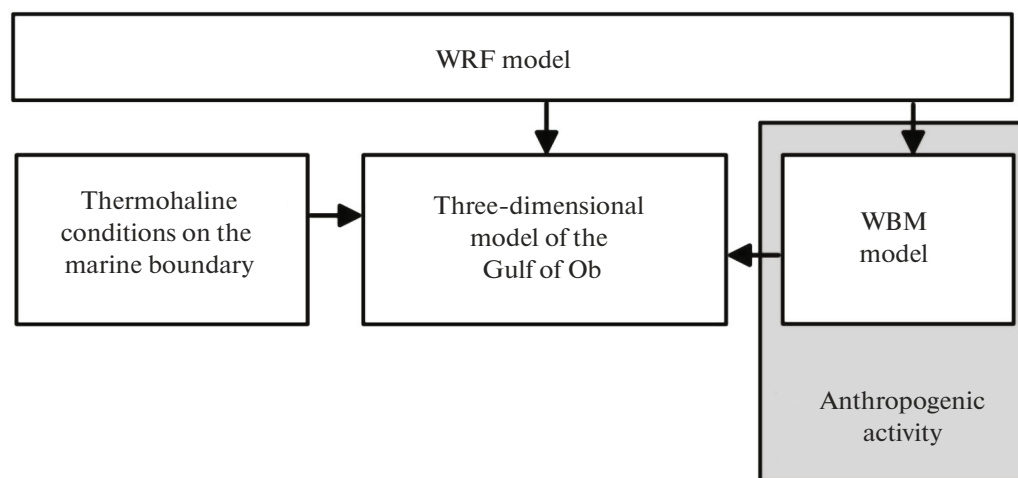 WRF model
Thermohaline
conditions on the
marine boundary
Three-dimensional
model of the
Gulf of Ob
WBM
model
Anthropogenic
activity